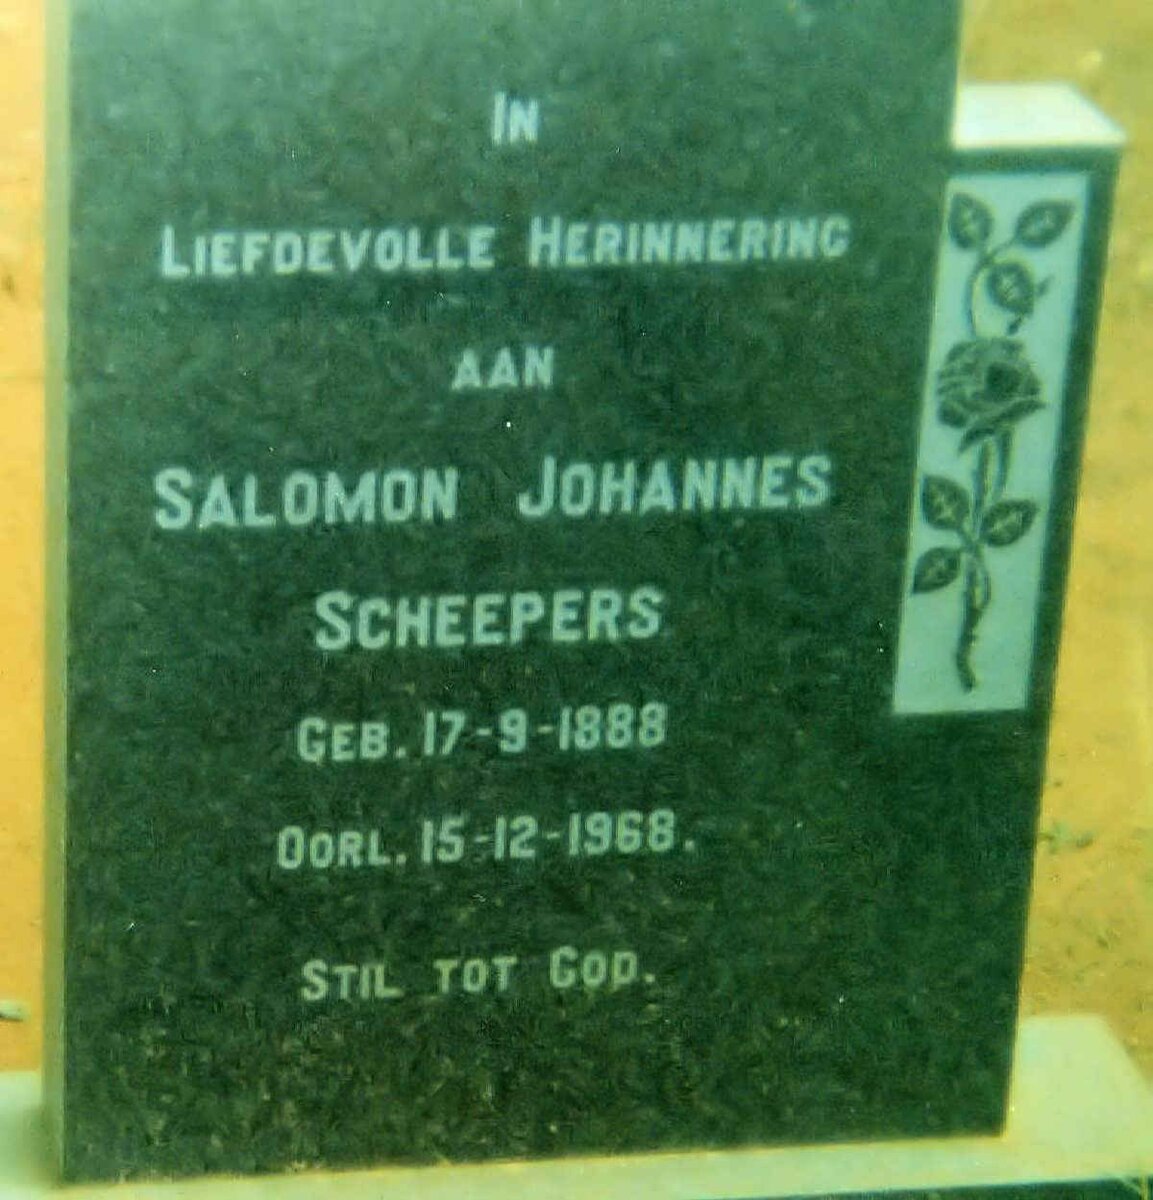 IN
LIEFDEVOLLE HERINNERING
AAN
SALOMON JOHANNES
SCHEEPERS
GEB. 17-9-1888
OORL. 15-12-1968.
STIL TOT GOD.